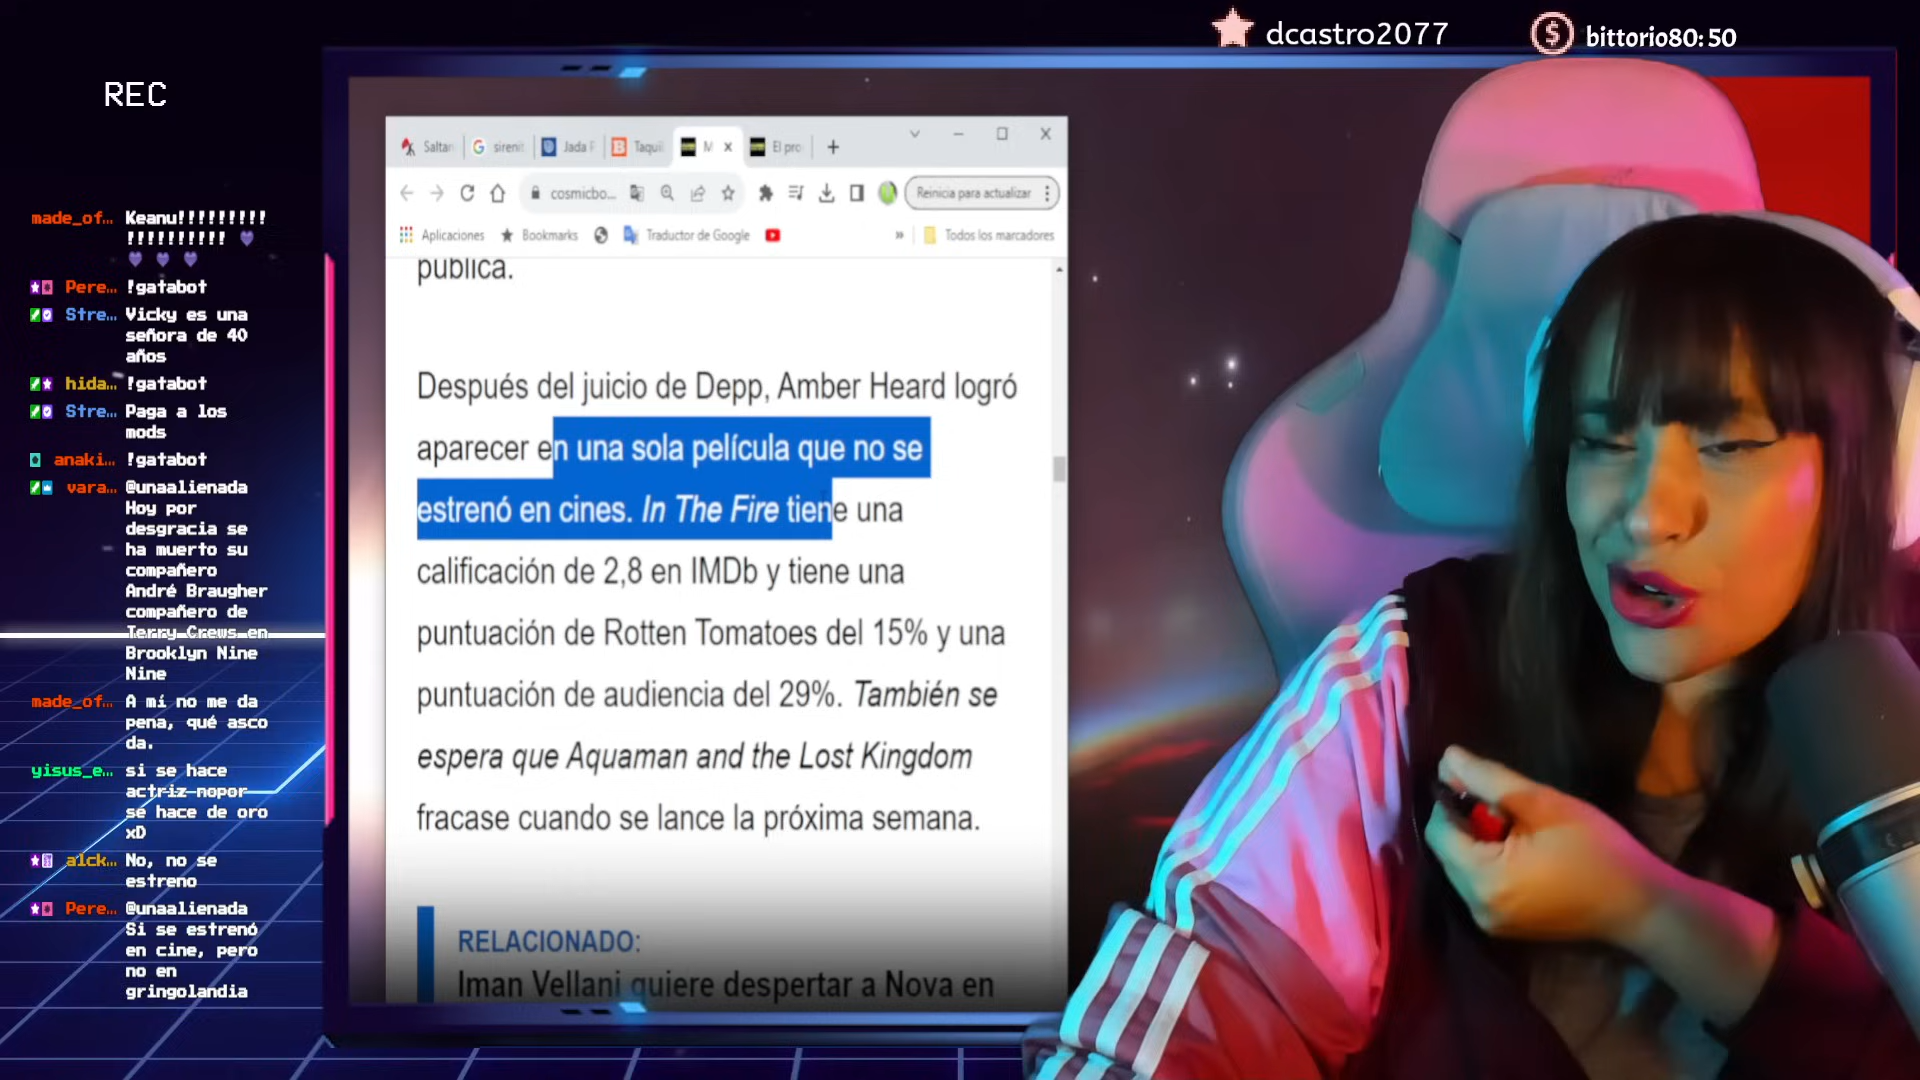 dcastro2077
bittorio80: 50
REC
made_of... Keanu!!!!!!!!!
!!!!!!!!!!
Pere... !gatabot
Stre... Vicky es una
señora de 40
años
hida... !gatabot
Stre... Paga a los
mods
anaki... !gatabot
vara... @unaalienada
Hoy por
desgracia se
ha muerto su
compañero
André Braugher
compañero de
Terry Crews en
Brooklyn Nine
Nine
made_of... A mí no me da
pena, qué asco
da.
yisus_e... si se hace
actriz nopor
se hace de oro
xD
alck... No, no se
estreno
Pere... @unaalienada
Si se estrenó
en cine, pero
no en
gringolandia
Saltar
sirenit
Jada P
Taquil
M
El pro
cosmicbo...
Reinicia para actualizar
Aplicaciones
Bookmarks
Traductor de Google
»
Todos los marcadores
publica.
Después del juicio de Depp, Amber Heard logró
aparecer en una sola película que no se
estrenó en cines. In The Fire tiene una
calificación de 2,8 en IMDb y tiene una
puntuación de Rotten Tomatoes del 15% y una
puntuación de audiencia del 29%. También se
espera que Aquaman and the Lost Kingdom
fracase cuando se lance la próxima semana.
RELACIONADO:
Iman Vellani quiere despertar a Nova en